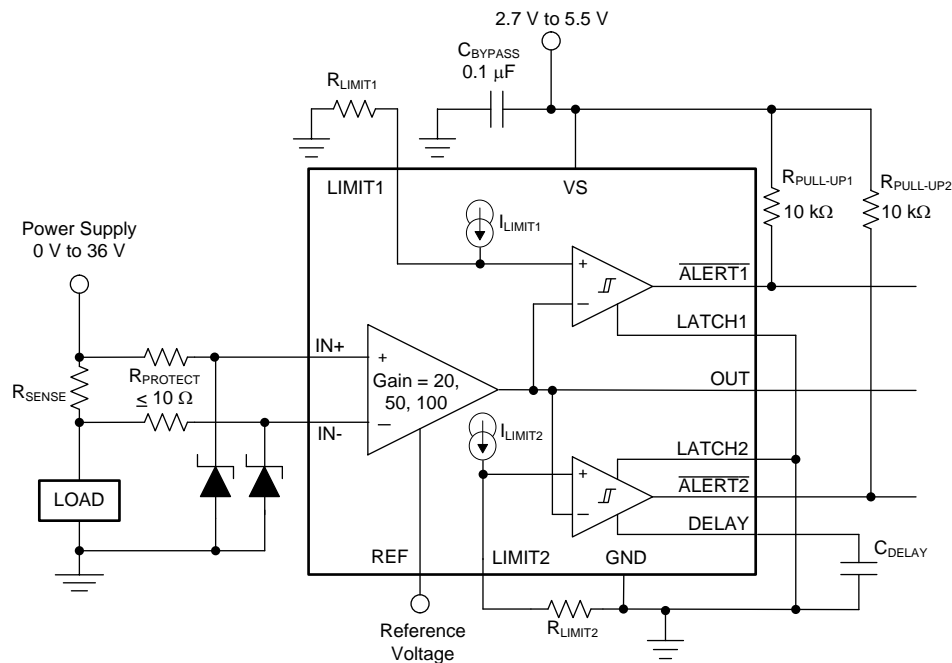 2.7 V to 5.5 V
CBYPASS
0.1 μF
RLIMIT1
LIMIT1
VS
RPULL-UP1
10 kΩ
RPULL-UP2
10 kΩ
Power Supply
0 V to 36 V
ILIMIT1
+
−
ALERT1
LATCH1
IN+
RSENSE
RPROTECT
≤ 10 Ω
+
Gain = 20,
50, 100
−
OUT
IN-
ILIMIT2
LATCH2
+
−
ALERT2
LOAD
DELAY
REF
LIMIT2
GND
CDELAY
RLIMIT2
Reference
Voltage